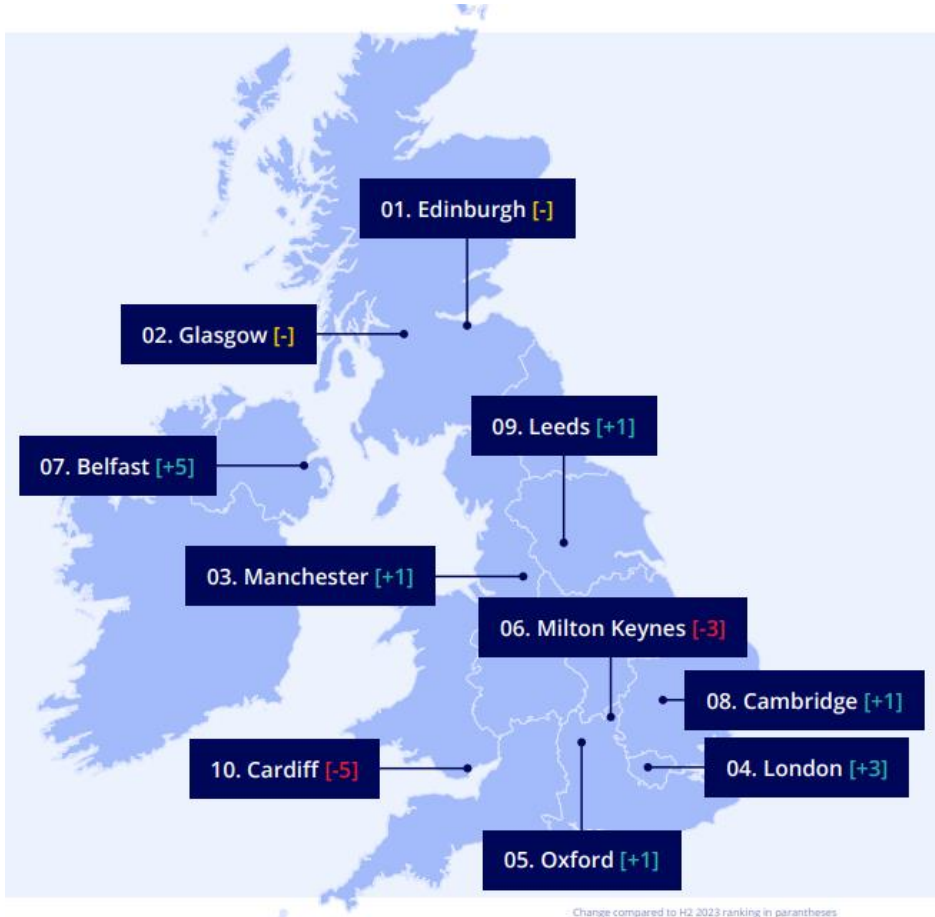 01. Edinburgh [-]
02. Glasgow [-]
09. Leeds [+1]
07. Belfast [+5]
03. Manchester [+1]
06. Milton Keynes [-3]
08. Cambridge [+1]
10. Cardiff [-5]
04. London [+3]
05. Oxford [+1]
Change compared to H2 2023 ranking in parantheses